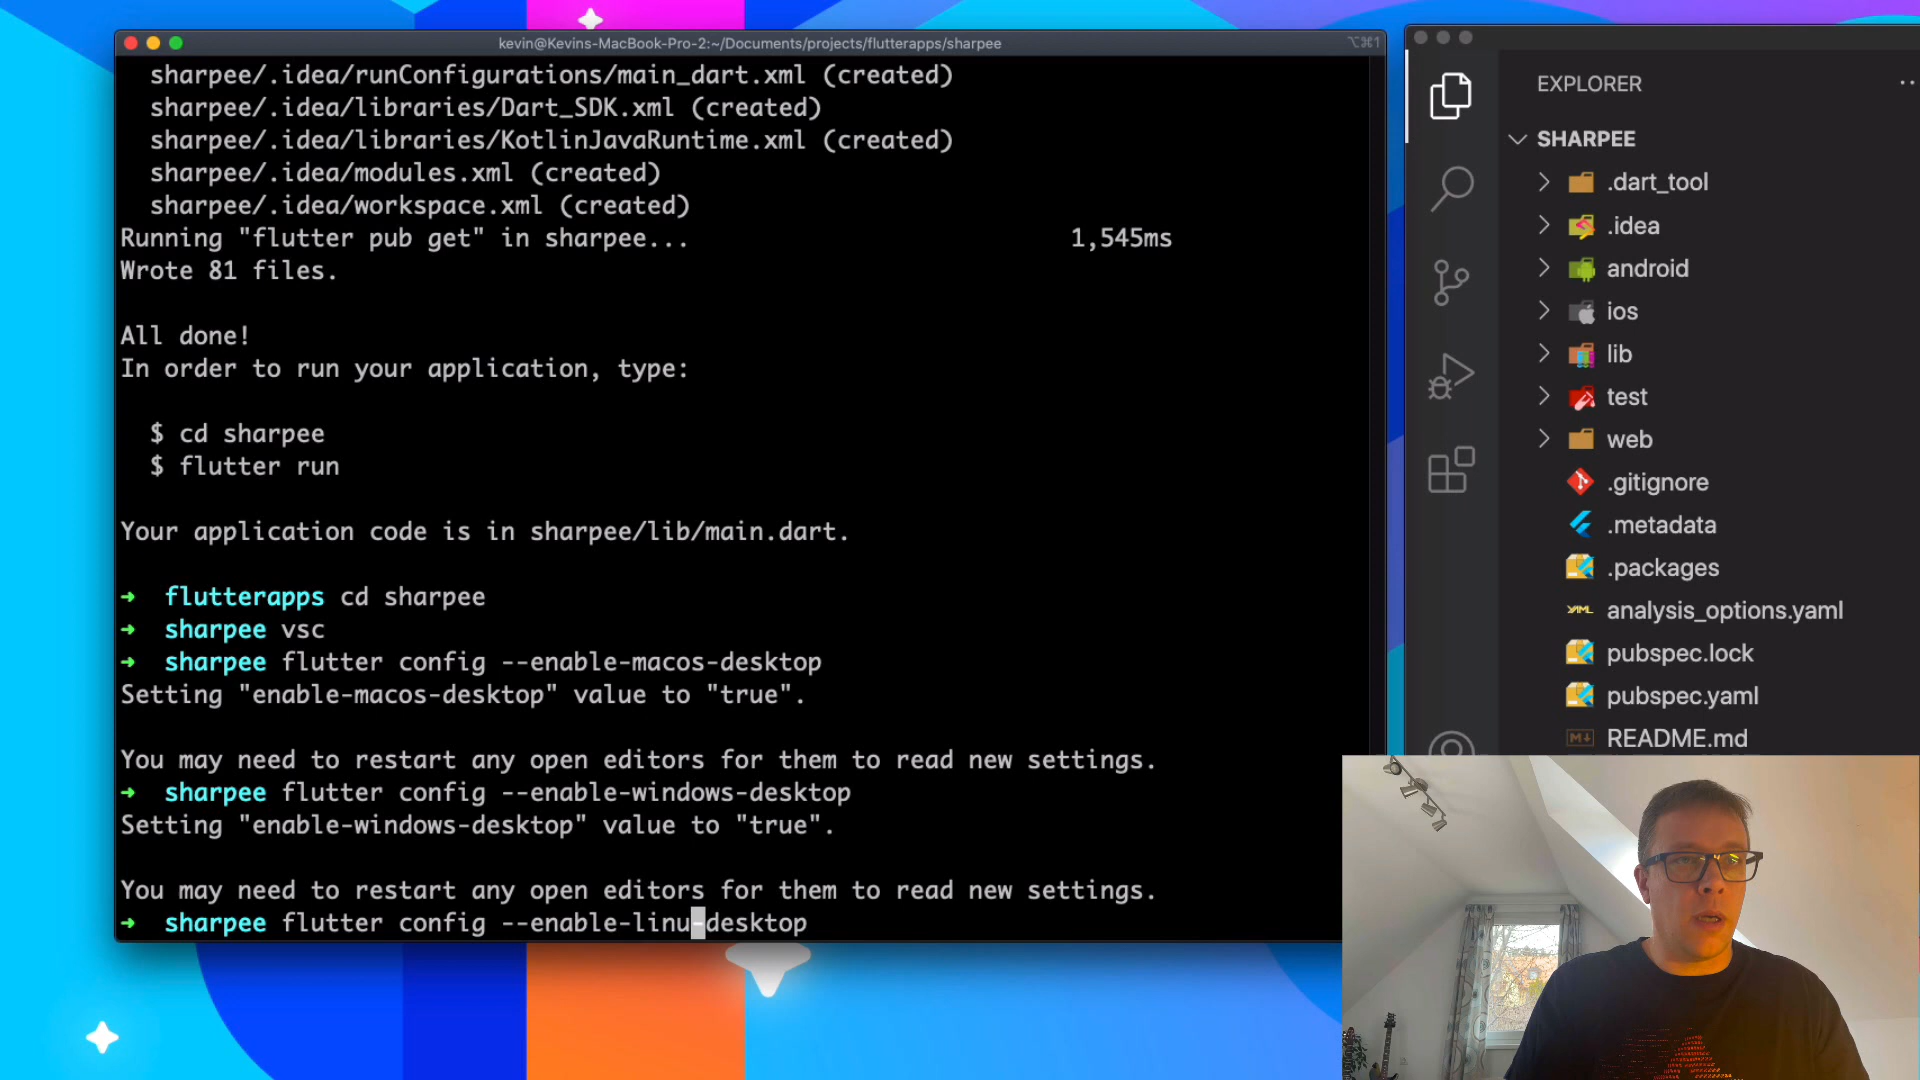 kevin@Kevins-MacBook-Pro-2:~/Documents/projects/flutterapps/sharpee
⌥⌘1
sharpee/.idea/runConfigurations/main_dart.xml (created)
sharpee/.idea/libraries/Dart_SDK.xml (created)
sharpee/.idea/libraries/KotlinJavaRuntime.xml (created)
sharpee/.idea/modules.xml (created)
sharpee/.idea/workspace.xml (created)
Running "flutter pub get" in sharpee... 1,545ms
Wrote 81 files.
All done!
In order to run your application, type:
$ cd sharpee
$ flutter run
Your application code is in sharpee/lib/main.dart.
➜ flutterapps cd sharpee
➜ sharpee vsc
➜ sharpee flutter config --enable-macos-desktop
Setting "enable-macos-desktop" value to "true".
You may need to restart any open editors for them to read new settings.
➜ sharpee flutter config --enable-windows-desktop
Setting "enable-windows-desktop" value to "true".
You may need to restart any open editors for them to read new settings.
➜ sharpee flutter config --enable-linu-desktop
EXPLORER
SHARPEE
.dart_tool
.idea
android
ios
lib
test
web
.gitignore
.metadata
.packages
YAML analysis_options.yaml
pubspec.lock
pubspec.yaml
M↓ README.md